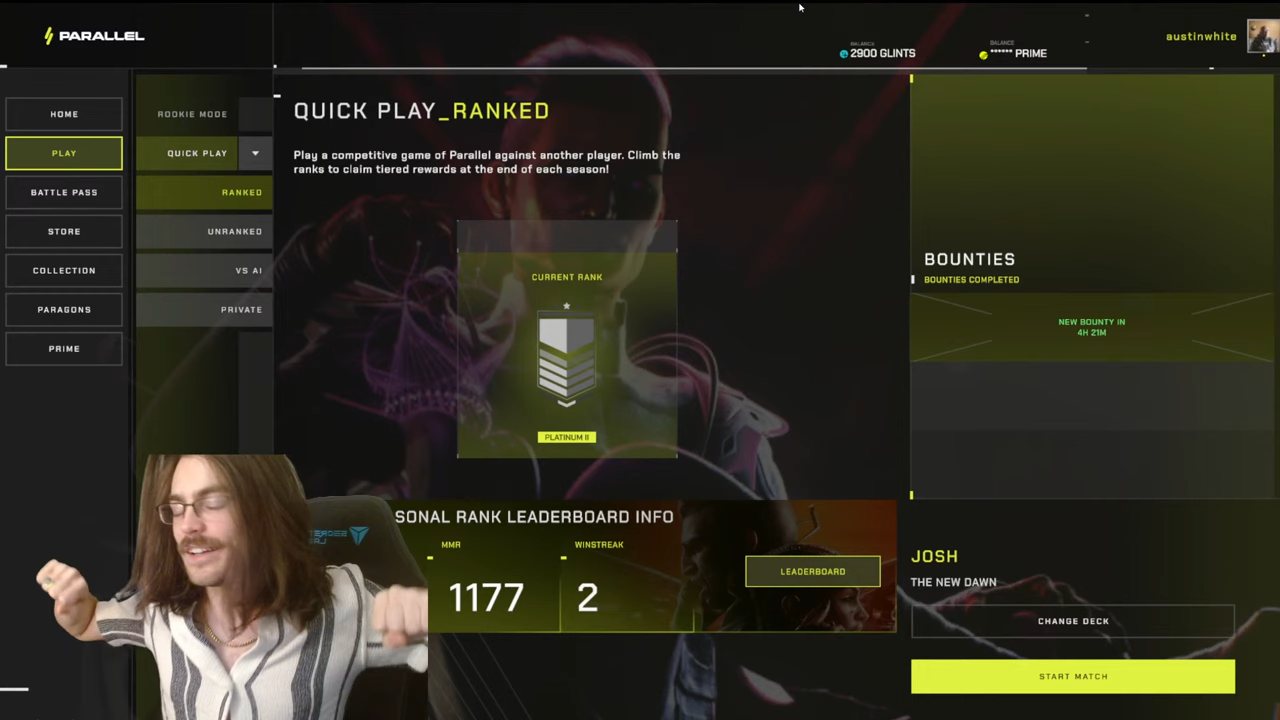 PARALLEL
BALANCE
2900 GLINTS
BALANCE
****** PRIME
austinwhite
HOME
PLAY
BATTLE PASS
STORE
COLLECTION
PARAGONS
PRIME
ROOKIE MODE
QUICK PLAY
RANKED
UNRANKED
VS AI
PRIVATE
QUICK PLAY_RANKED
Play a competitive game of Parallel against another player. Climb the
ranks to claim tiered rewards at the end of each season!
CURRENT RANK
PLATINUM II
SONAL RANK LEADERBOARD INFO
MMR
1177
WINSTREAK
2
LEADERBOARD
BOUNTIES
BOUNTIES COMPLETED
NEW BOUNTY IN
4H 21M
JOSH
THE NEW DAWN
CHANGE DECK
START MATCH